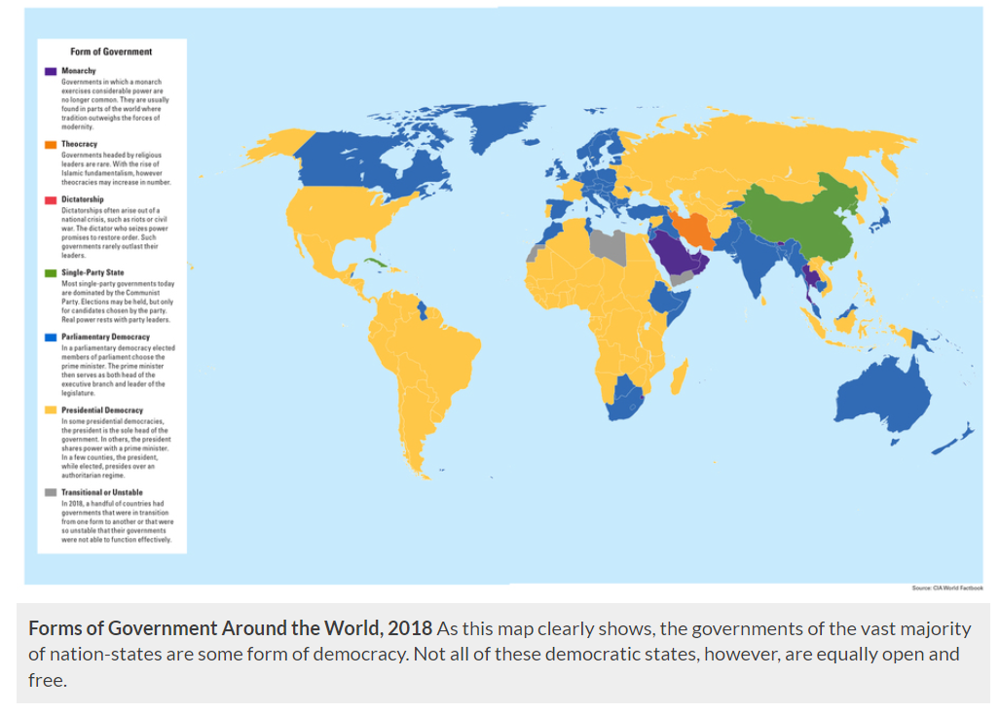 Form of Government
Monarchy
Governments in which a monarch
exercises considerable power are
no longer common. They are usually
found in parts of the world where
tradition outweighs the forces of
modernity.
Theocracy
Governments headed by religious
leaders are rare. With the rise of
Islamic fundamentalism, however
theocracies may increase in number.
Dictatorship
Dictatorships often arise out of a
national crisis, such as riots or civil
war. The dictator who seizes power
promises to restore order. Such
governments rarely outlast their
leaders.
Single-Party State
Most single-party governments today
are dominated by the Communist
Party. Elections may be held, but only
for candidates chosen by the party.
Real power rests with party leaders.
Parliamentary Democracy
In a parliamentary democracy elected
members of parliament choose the
prime minister. The prime minister
then serves as both head of the
executive branch and leader of the
legislature.
Presidential Democracy
In some presidential democracies,
the president is the sole head of the
government. In others, the president
shares power with a prime minister.
In a few counties, the president,
while elected, presides over an
authoritarian regime.
Transitional or Unstable
In 2018, a handful of countries had
governments that were in transition
from one form to another or that were
so unstable that their governments
were not able to function effectively.
Source: CIA World Factbook
Forms of Government Around the World, 2018 As this map clearly shows, the governments of the vast majority
of nation-states are some form of democracy. Not all of these democratic states, however, are equally open and
free.